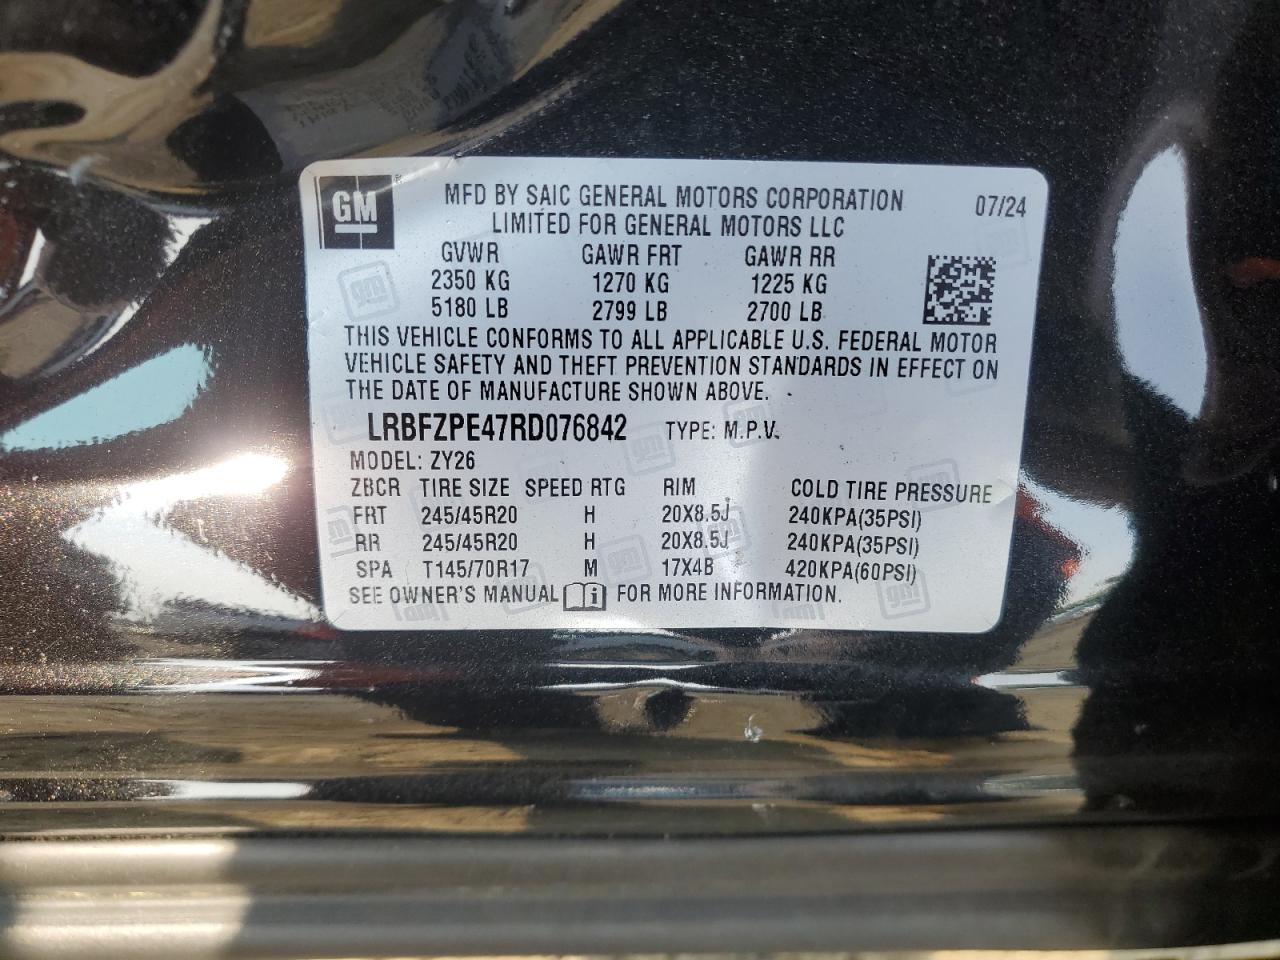 GM ®
MFD BY SAIC GENERAL MOTORS CORPORATION 07/24
LIMITED FOR GENERAL MOTORS LLC
GVWR GAWR FRT GAWR RR
2350 KG 1270 KG 1225 KG
5180 LB 2799 LB 2700 LB
THIS VEHICLE CONFORMS TO ALL APPLICABLE U.S. FEDERAL MOTOR
VEHICLE SAFETY AND THEFT PREVENTION STANDARDS IN EFFECT ON
THE DATE OF MANUFACTURE SHOWN ABOVE.
LRBFZPE47RD076842 TYPE: M.P.V.
MODEL: ZY26
ZBCR TIRE SIZE SPEED RTG RIM COLD TIRE PRESSURE
FRT 245/45R20 H 20X8.5J 240KPA(35PSI)
RR 245/45R20 H 20X8.5J 240KPA(35PSI)
SPA T145/70R17 M 17X4B 420KPA(60PSI)
SEE OWNER'S MANUAL i FOR MORE INFORMATION.